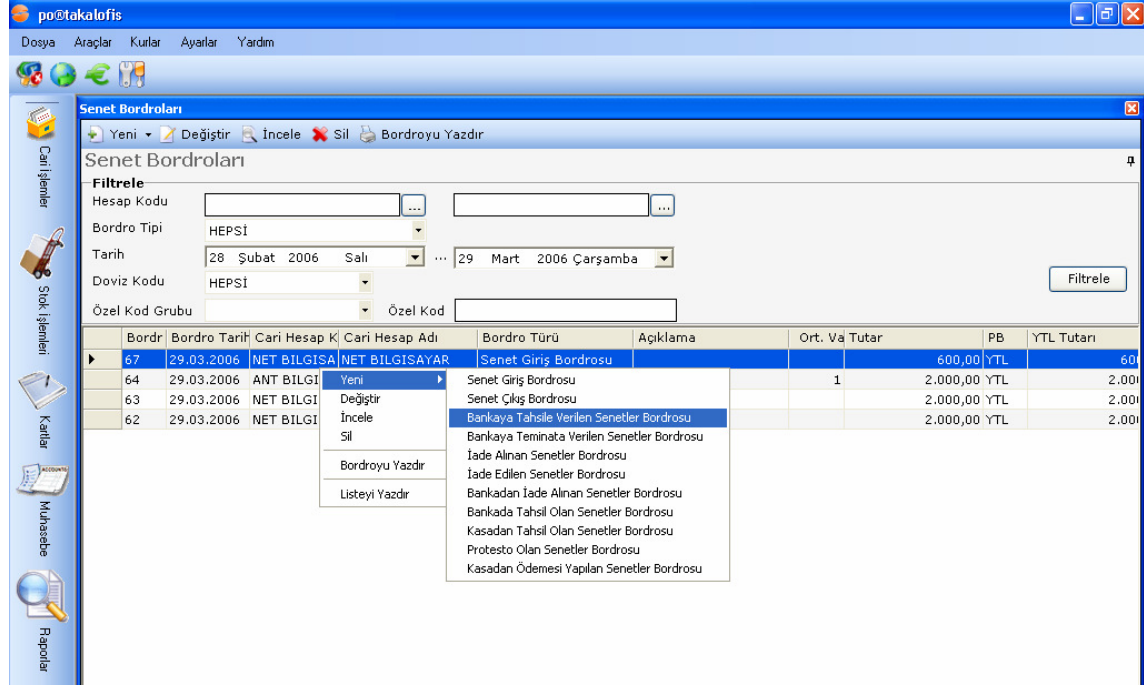 po®takalofis
Dosya Araçlar Kurlar Ayarlar Yardım
Senet Bordroları
Yeni Değiştir İncele Sil Bordroyu Yazdır
Senet Bordroları
Filtrele
Hesap Kodu ... ...
Bordro Tipi HEPSİ
Tarih 28 Şubat 2006 Salı ... 29 Mart 2006 Çarşamba
Doviz Kodu HEPSİ
Filtrele
Özel Kod Grubu Özel Kod
Bordr Bordro Tarih Cari Hesap K Cari Hesap Adı Bordro Türü Açıklama Ort. Va Tutar PB YTL Tutarı
67 29.03.2006 NET BILGISA NET BILGISAYAR Senet Giriş Bordrosu 600,00 YTL 60
64 29.03.2006 ANT BILGI 1 2.000,00 YTL 2.00
63 29.03.2006 NET BILGI 2.000,00 YTL 2.00
62 29.03.2006 NET BILGI 2.000,00 YTL 2.00
Yeni
Değiştir
İncele
Sil
Bordroyu Yazdır
Listeyi Yazdır
Senet Giriş Bordrosu
Senet Çıkış Bordrosu
Bankaya Tahsile Verilen Senetler Bordrosu
Bankaya Teminata Verilen Senetler Bordrosu
İade Alınan Senetler Bordrosu
İade Edilen Senetler Bordrosu
Bankadan İade Alınan Senetler Bordrosu
Bankada Tahsil Olan Senetler Bordrosu
Kasadan Tahsil Olan Senetler Bordrosu
Protesto Olan Senetler Bordrosu
Kasadan Ödemesi Yapılan Senetler Bordrosu
Cari İşlemler
Stok İşlemleri
Kartlar
ACCOUNTS
Muhasebe
Raporlar